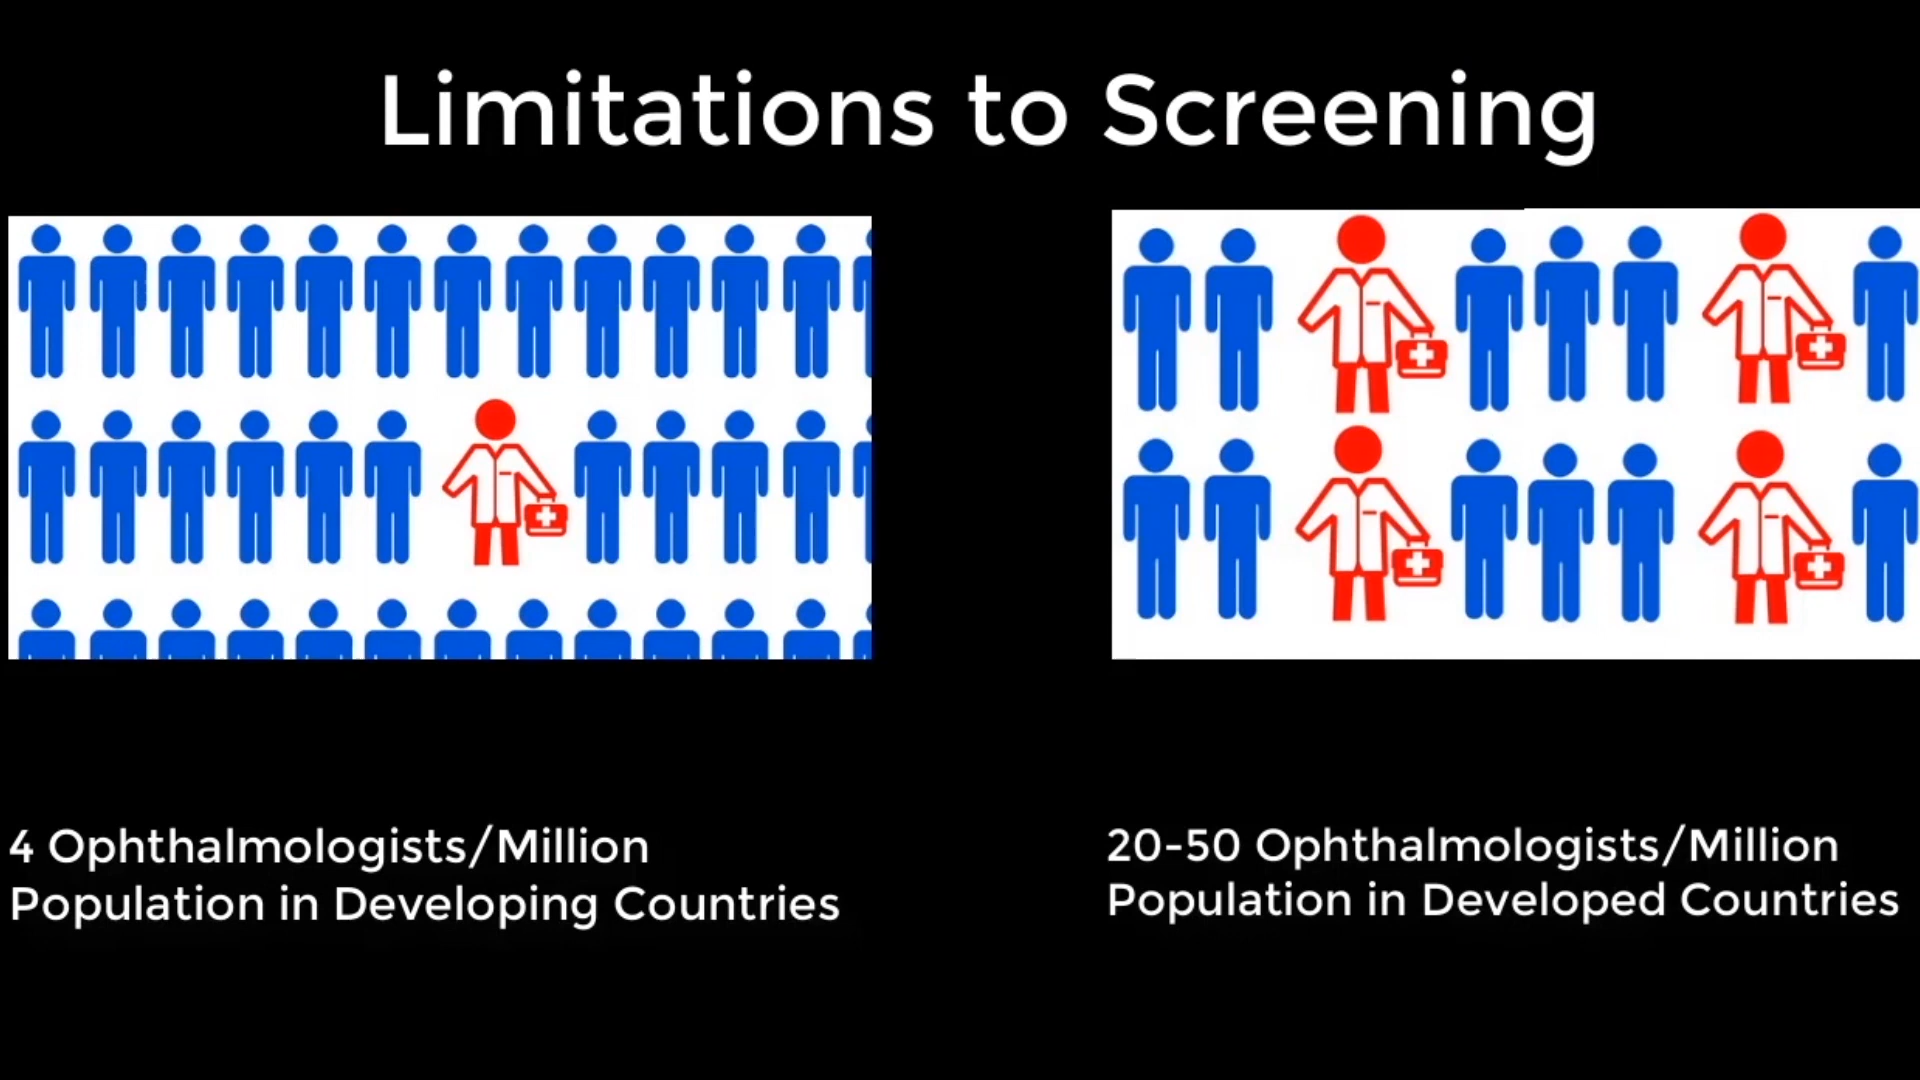 Limitations to Screening
4 Ophthalmologists/Million
Population in Developing Countries
20-50 Ophthalmologists/Million
Population in Developed Countries